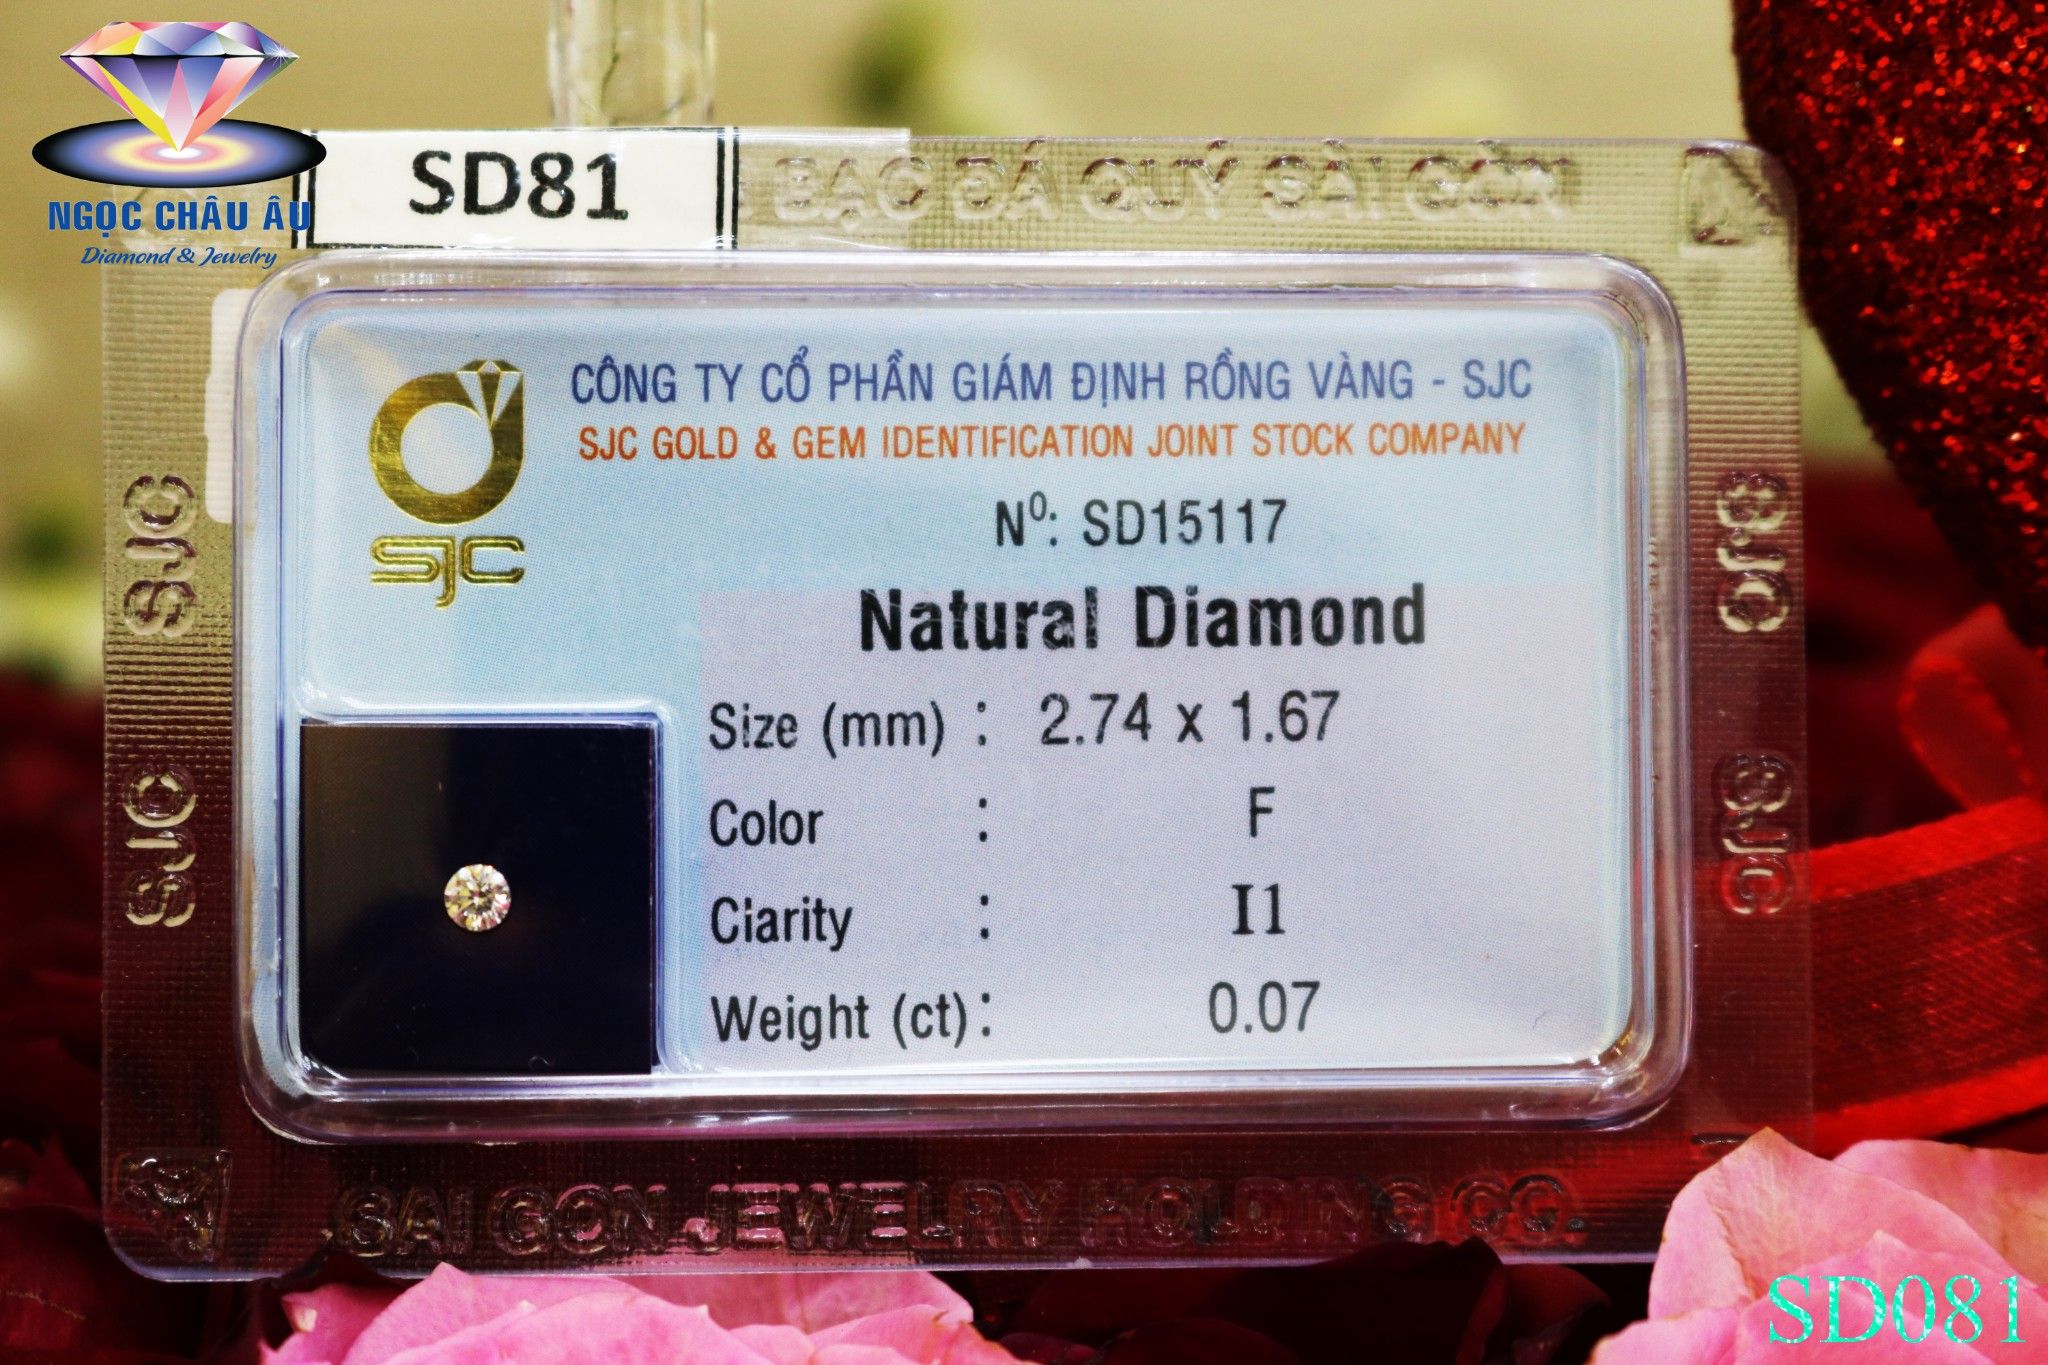 NGỌC CHÂU ÂU
Diamond & Jewelry
SD81
BẠC ĐÁ QUÝ SÀI GÒN
CÔNG TY CỔ PHẦN GIÁM ĐỊNH RỒNG VÀNG - SJC
SJC GOLD & GEM IDENTIFICATION JOINT STOCK COMPANY
Nº: SD15117
SJC
Natural Diamond
Size (mm) : 2.74 x 1.67
Color : F
Clarity : I1
Weight (ct) : 0.07
SJC
SJC
SJC
SJC
SAI GON JEWELRY HOLDING CO.
SD081